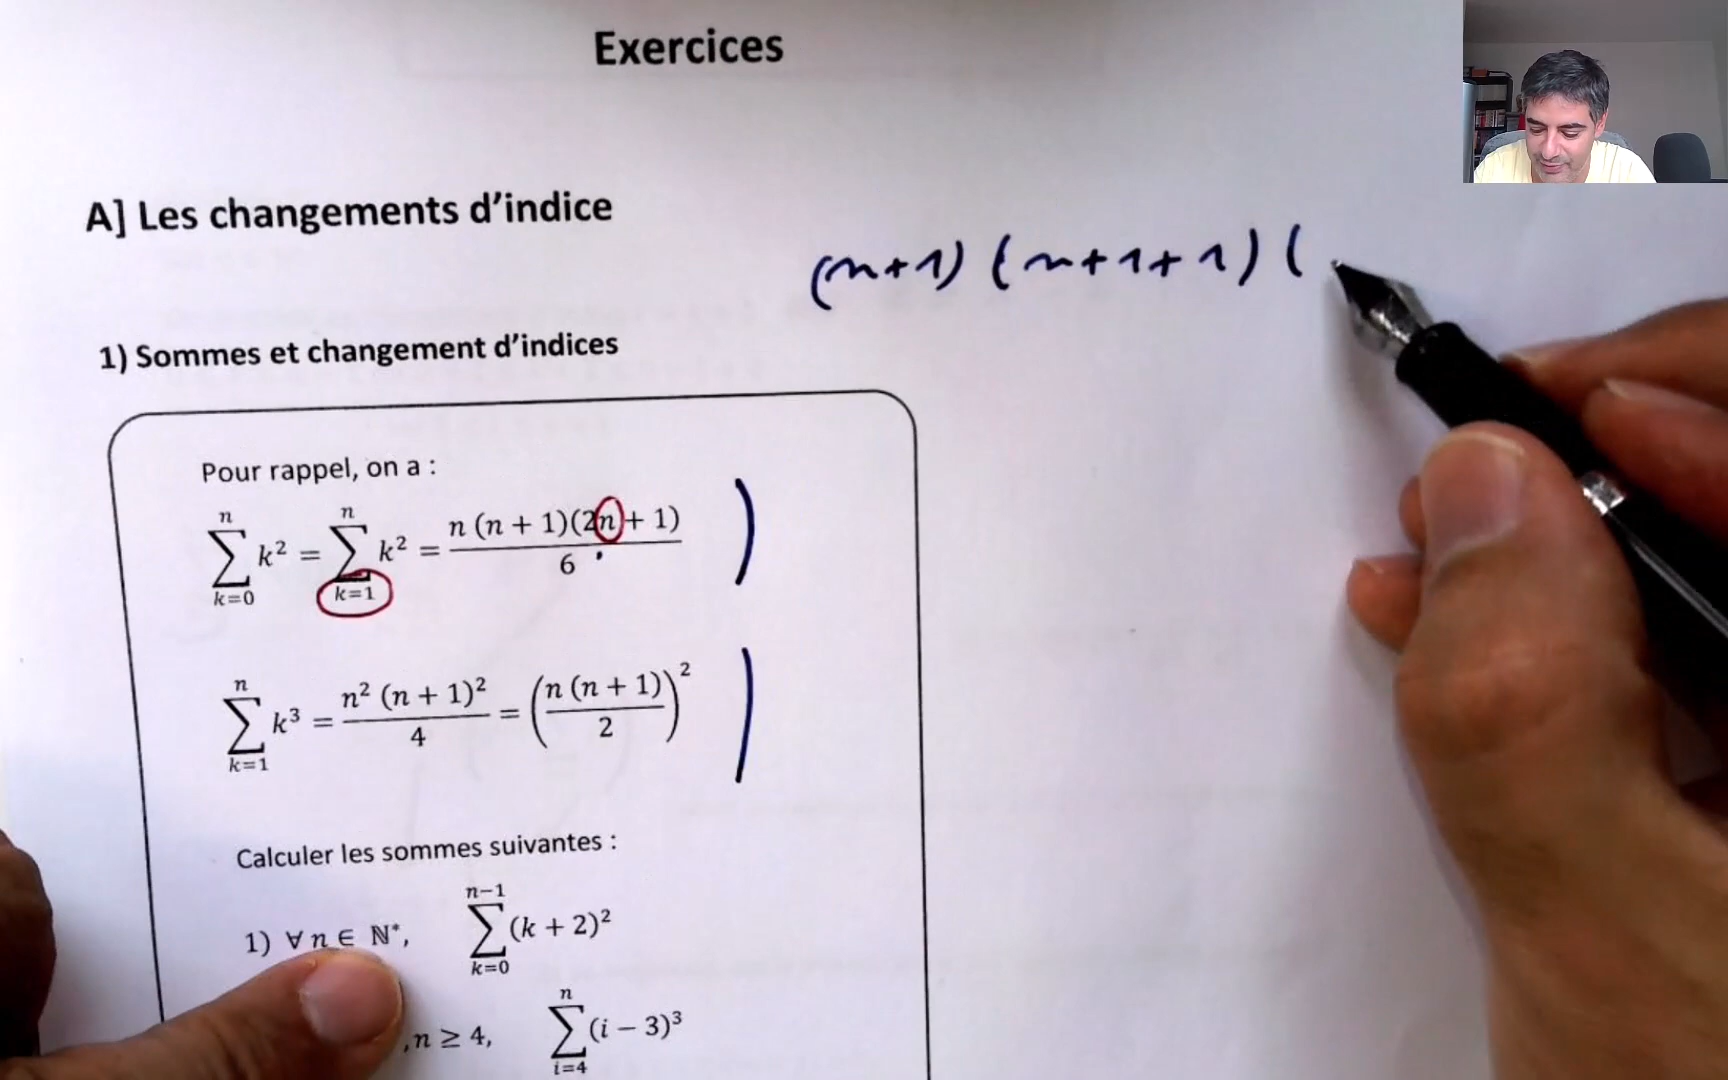 Exercices
A] Les changements d'indice
(n+1) (n+1+1) (
1) Sommes et changement d'indices
Pour rappel, on a :
∑_{k=0}^{n} k² = ∑_{k=1}^{n} k² = n (n + 1)(2n + 1) / 6
∑_{k=1}^{n} k³ = n² (n + 1)² / 4 = (n (n + 1) / 2)²
Calculer les sommes suivantes :
1) ∀ n ∈ ℕ*, ∑_{k=0}^{n−1} (k + 2)²
, n ≥ 4, ∑_{i=4}^{n} (i − 3)³